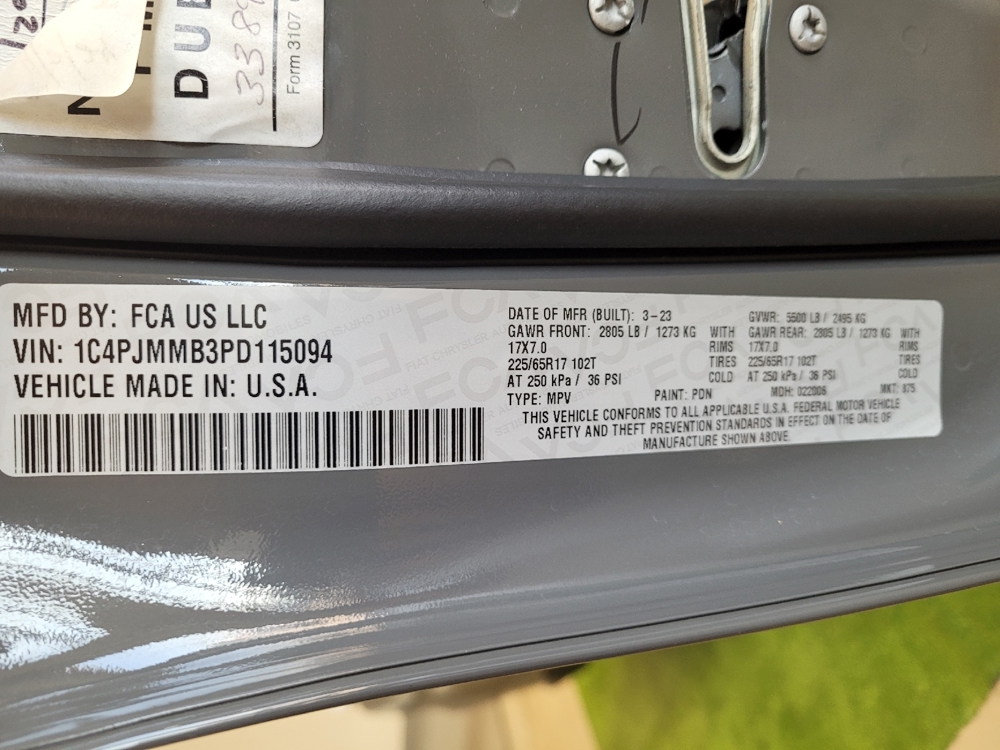 DUB
3389
Form 3107
MFD BY: FCA US LLC
VIN: 1C4PJMMB3PD115094
VEHICLE MADE IN: U.S.A.
DATE OF MFR (BUILT): 3-23 GVWR: 5500 LB / 2495 KG
GAWR FRONT: 2805 LB / 1273 KG WITH GAWR REAR: 2805 LB / 1273 KG WITH
17X7.0 RIMS 17X7.0 RIMS
225/65R17 102T TIRES 225/65R17 102T TIRES
AT 250 kPa / 36 PSI COLD AT 250 kPa / 36 PSI COLD
TYPE: MPV PAINT: PDN MDH: 022006 MKT: 875
THIS VEHICLE CONFORMS TO ALL APPLICABLE U.S.A. FEDERAL MOTOR VEHICLE
SAFETY AND THEFT PREVENTION STANDARDS IN EFFECT ON THE DATE OF
MANUFACTURE SHOWN ABOVE